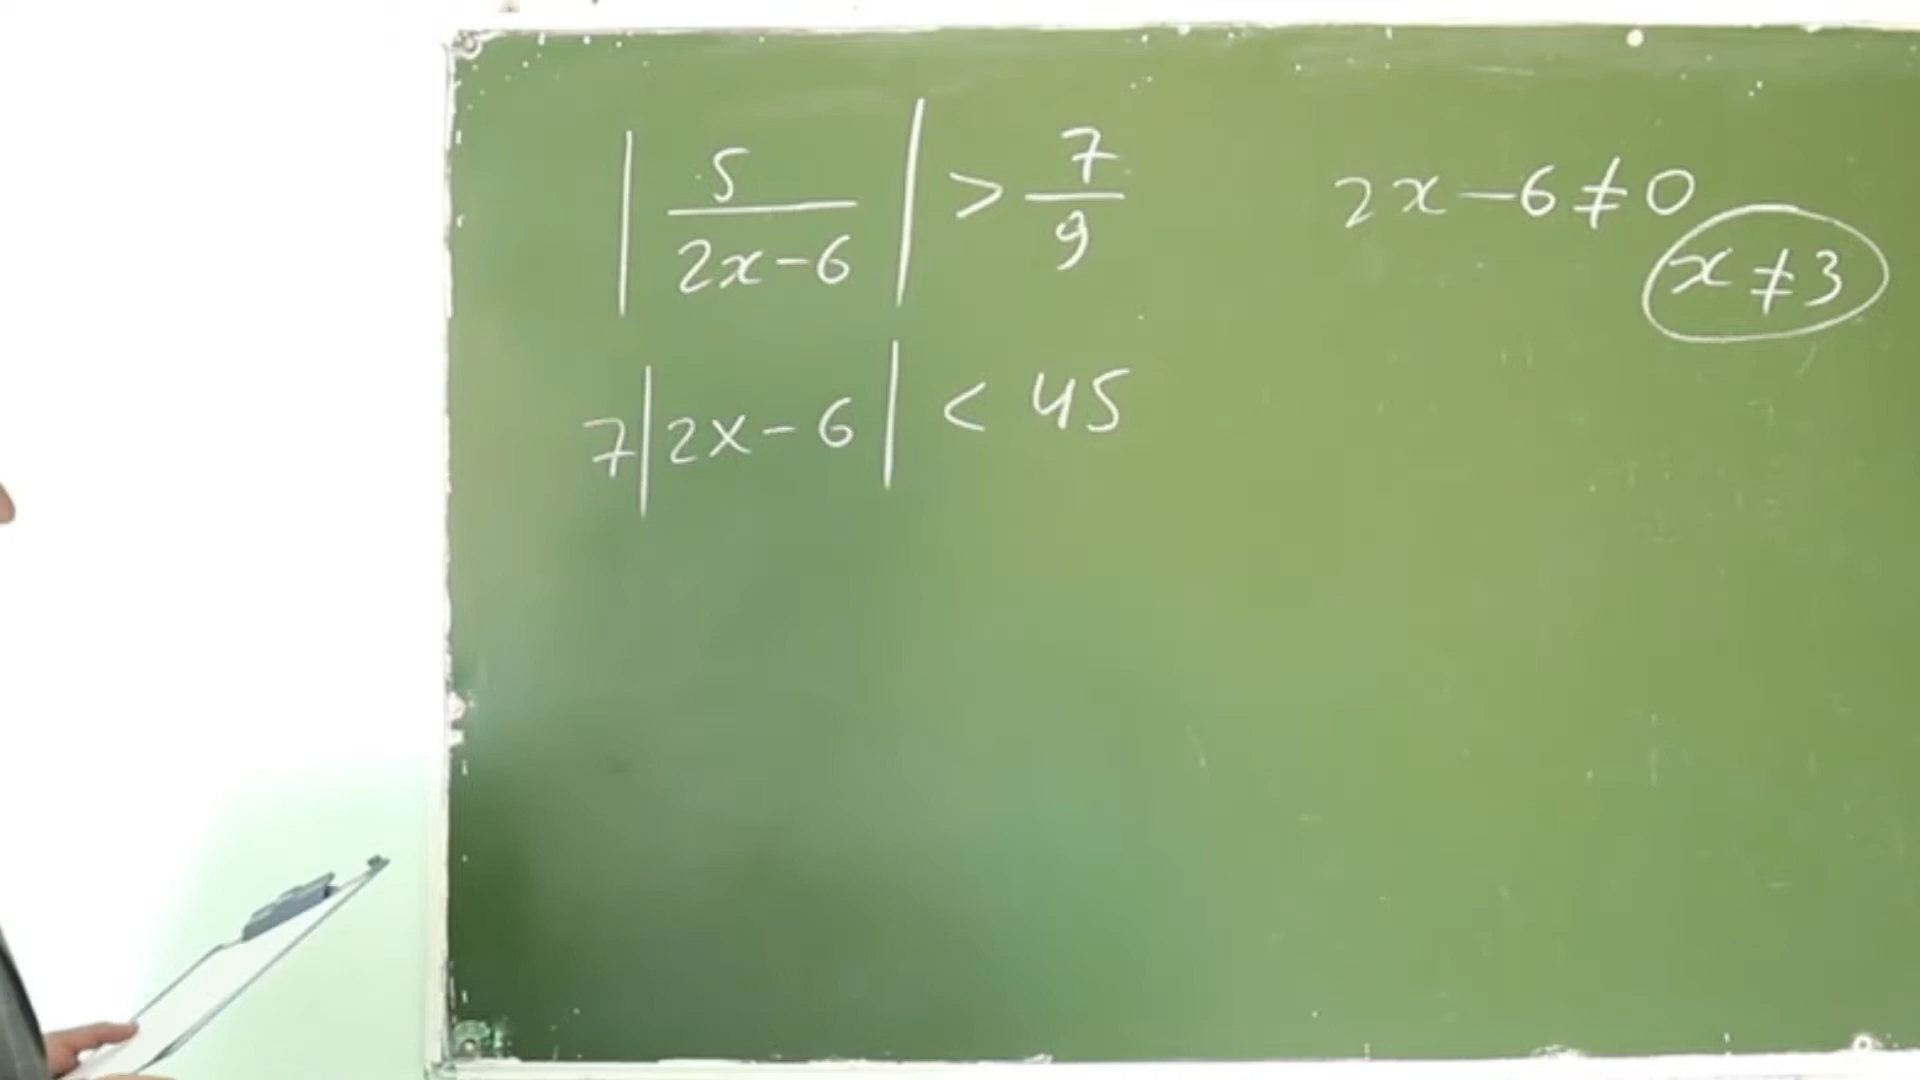 |5/(2x-6)| > 7/9
2x-6≠0
x≠3
7|2x-6| < 45